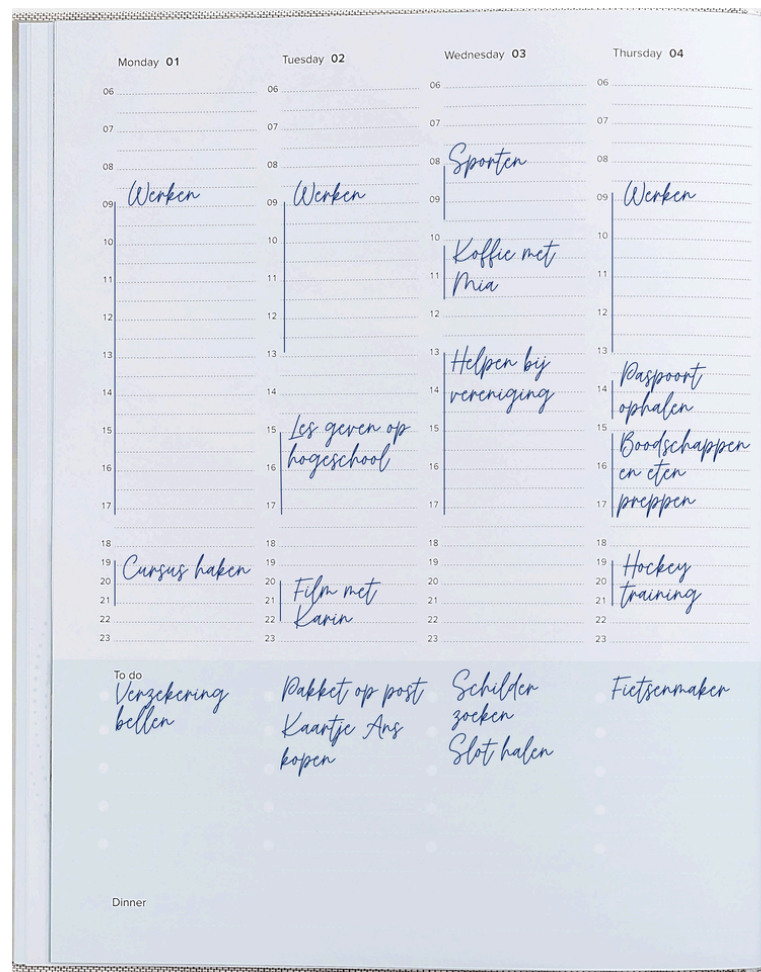 Monday 01
06
07
08
Werken
09
10
11
12
13
14
15
16
17
18
19
Cursus haken
20
21
22
23
To do
Verzekering
bellen
Dinner
Tuesday 02
06
07
08
Werken
09
10
11
12
13
14
15
Les geven op
hogeschool
16
17
18
19
20
Film met
21
Karin
22
23
Pakket op post
Kaartje Ans
kopen
Wednesday 03
06
07
08
Sporten
09
10
Koffie met
11
Mia
12
13
Helpen bij
14
vereniging
15
16
17
18
19
20
21
22
23
Schilder
zoeken
Slot halen
Thursday 04
06
07
08
09
Werken
10
11
12
13
Paspoort
14
ophalen
15
Boodschappen
16
en eten
17
preppen
18
19
Hockey
20
training
21
22
23
Fietsenmaker